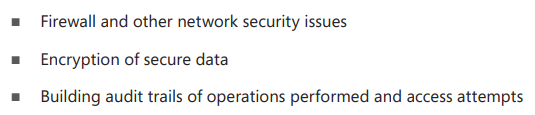 ■ Firewall and other network security issues
■ Encryption of secure data
■ Building audit trails of operations performed and access attempts